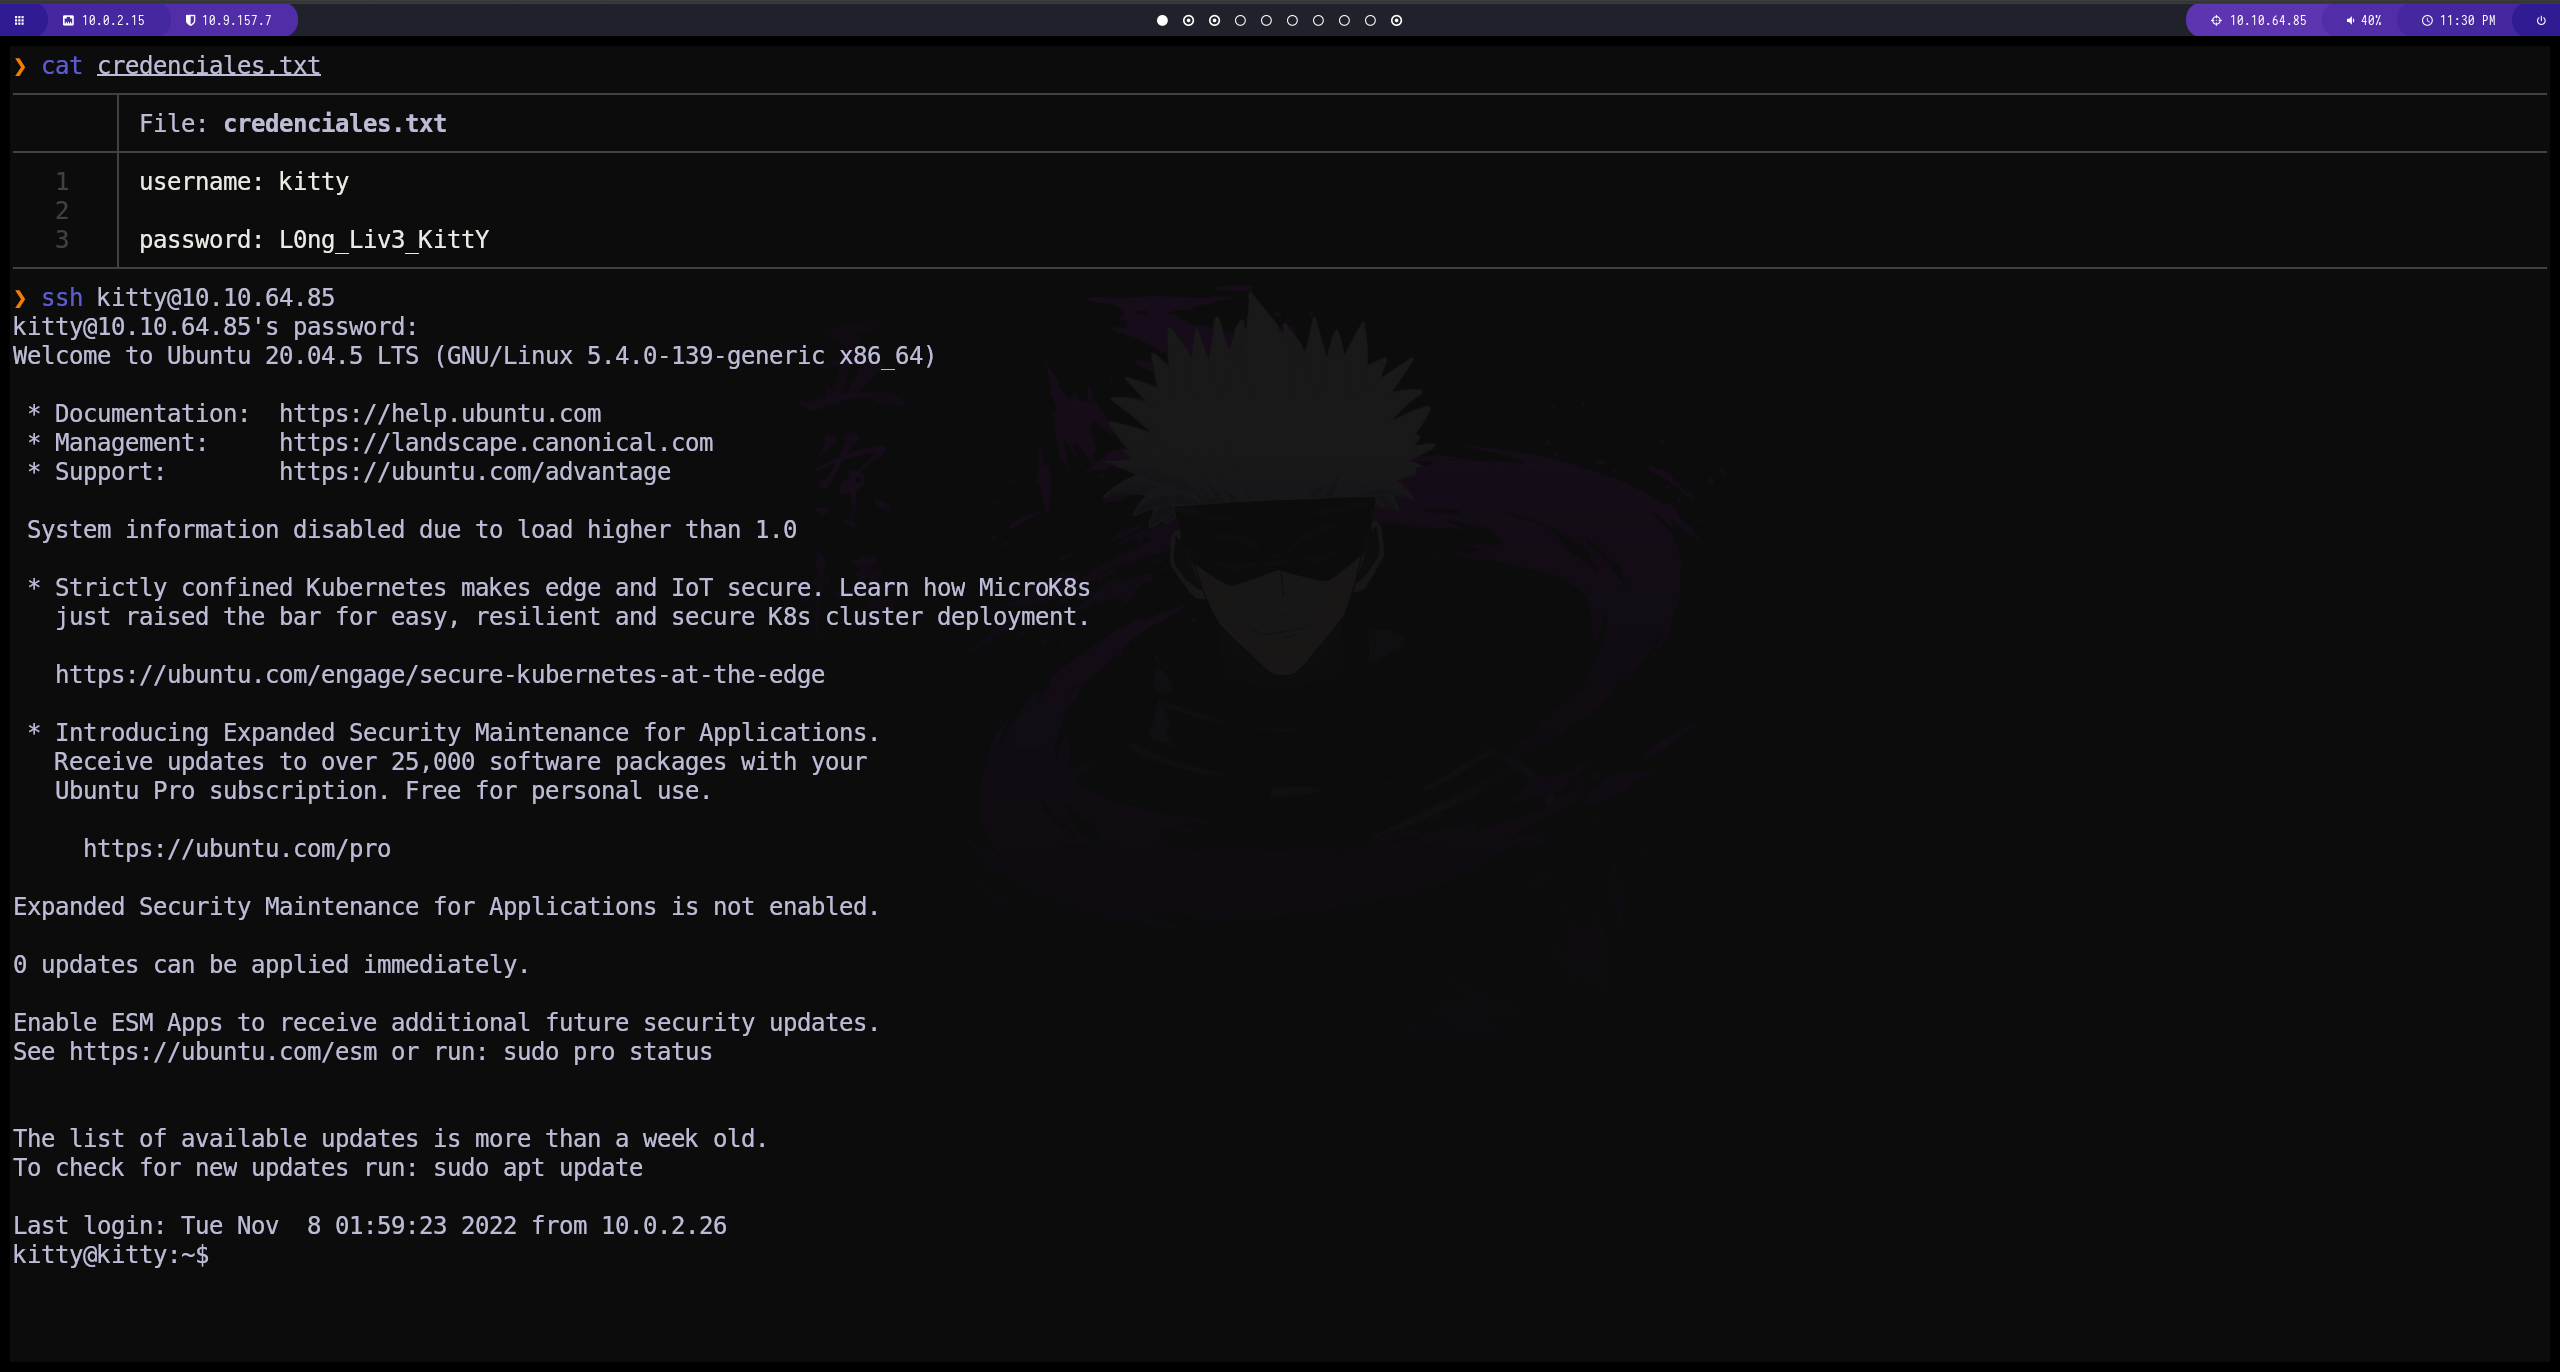 10.0.2.15 10.9.157.7 10.10.64.85 40% 11:30 PM
❯ cat credenciales.txt
File: credenciales.txt
1 username: kitty
2
3 password: L0ng_Liv3_KittY
❯ ssh kitty@10.10.64.85
kitty@10.10.64.85's password:
Welcome to Ubuntu 20.04.5 LTS (GNU/Linux 5.4.0-139-generic x86_64)
* Documentation: https://help.ubuntu.com
* Management: https://landscape.canonical.com
* Support: https://ubuntu.com/advantage
System information disabled due to load higher than 1.0
* Strictly confined Kubernetes makes edge and IoT secure. Learn how MicroK8s
just raised the bar for easy, resilient and secure K8s cluster deployment.
https://ubuntu.com/engage/secure-kubernetes-at-the-edge
* Introducing Expanded Security Maintenance for Applications.
Receive updates to over 25,000 software packages with your
Ubuntu Pro subscription. Free for personal use.
https://ubuntu.com/pro
Expanded Security Maintenance for Applications is not enabled.
0 updates can be applied immediately.
Enable ESM Apps to receive additional future security updates.
See https://ubuntu.com/esm or run: sudo pro status
The list of available updates is more than a week old.
To check for new updates run: sudo apt update
Last login: Tue Nov  8 01:59:23 2022 from 10.0.2.26
kitty@kitty:~$